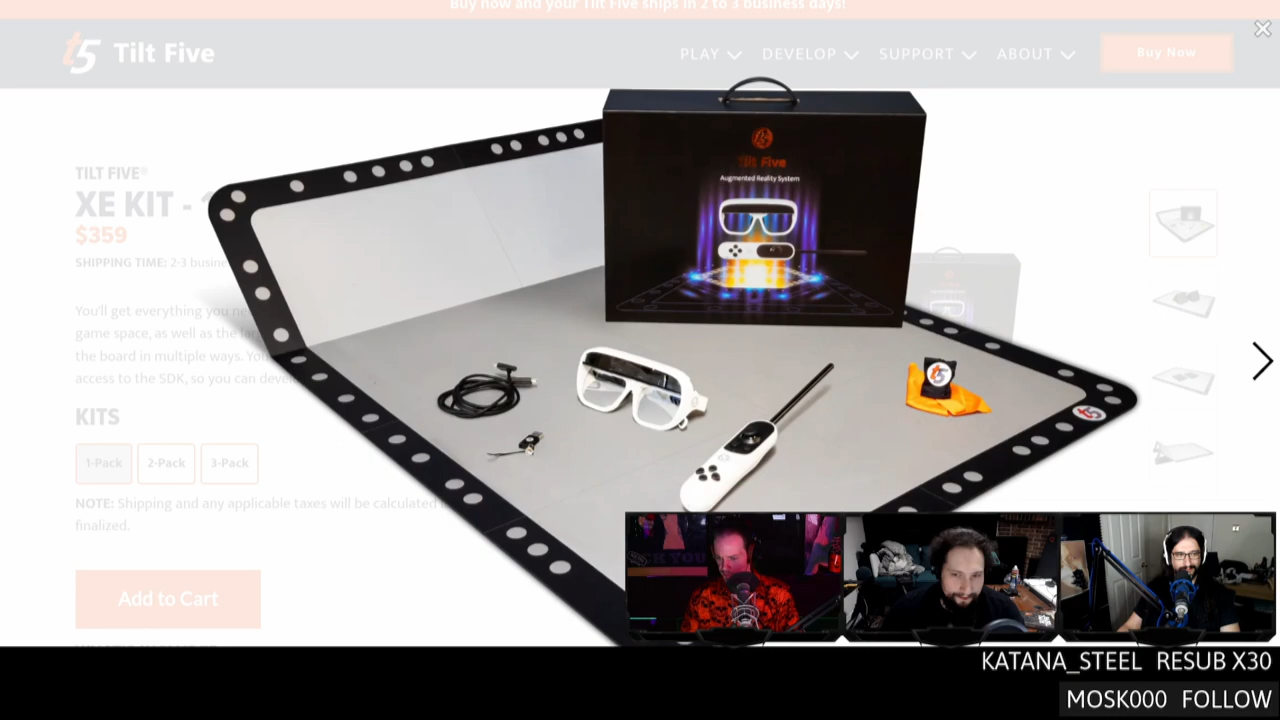 Buy now and your Tilt Five ships in 2 to 3 business days!
t5 Tilt Five
PLAY
DEVELOP
SUPPORT
ABOUT
Buy Now
TILT FIVE®
XE KIT -
$359
SHIPPING TIME: 2-3
You'll get everything you
game space, as well as the
the board in multiple ways.
access to the SDK, so you can
KITS
1-Pack
2-Pack
3-Pack
NOTE: Shipping and any applicable taxes will be calculated
finalized.
Add to Cart
Tilt Five
Augmented Reality System
t5
t5
KATANA_STEEL RESUB X30
MOSK000 FOLLOW